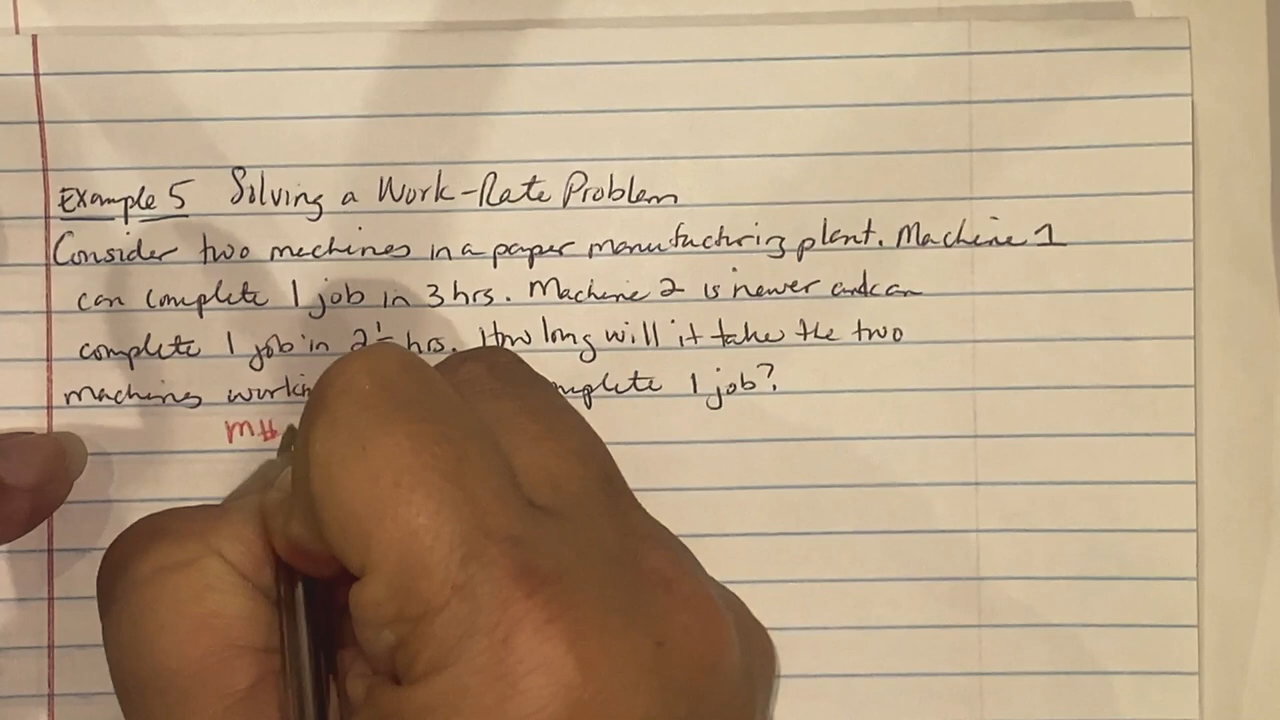 Example 5 Solving a Work-Rate Problem
Consider two machines in a paper manufacturing plant. Machine 1
can complete 1 job in 3 hrs. Machine 2 is newer and can
complete 1 job in hrs. How long will it take the two
machines 1 job?
M#